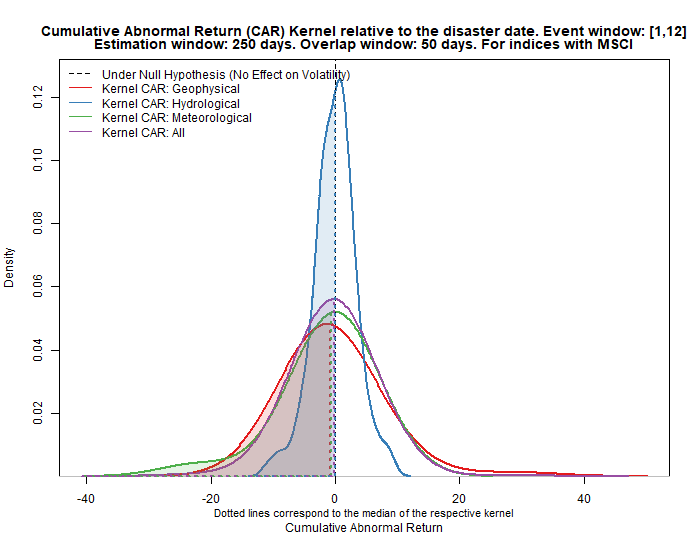 Cumulative Abnormal Return (CAR) Kernel relative to the disaster date. Event window: [1,12]
Estimation window: 250 days. Overlap window: 50 days. For indices with MSCI
Under Null Hypothesis (No Effect on Volatility)
Kernel CAR: Geophysical
Kernel CAR: Hydrological
Kernel CAR: Meteorological
Kernel CAR: All
Density
0.12
0.10
0.08
0.06
0.04
0.02
-40 -20 0 20 40
Dotted lines correspond to the median of the respective kernel
Cumulative Abnormal Return